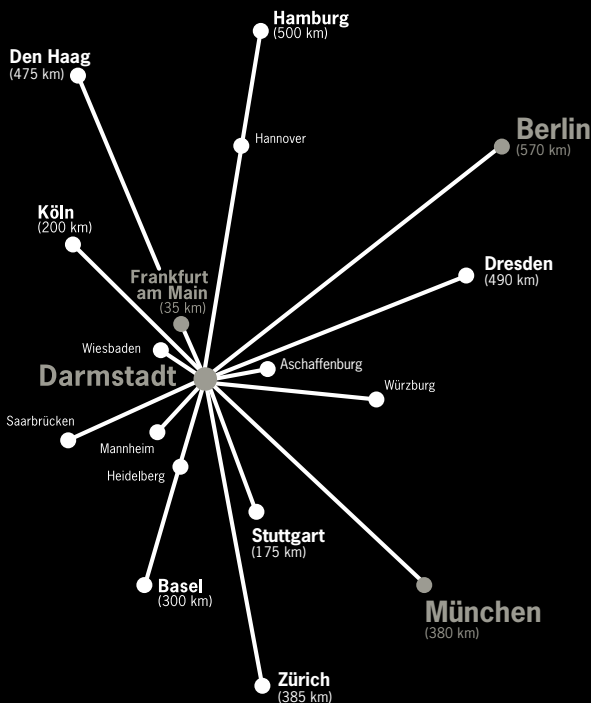 Hamburg
(500 km)
Den Haag
(475 km)
Hannover
Berlin
(570 km)
Köln
(200 km)
Dresden
(490 km)
Frankfurt
am Main
(35 km)
Wiesbaden
Aschaffenburg
Darmstadt
Würzburg
Saarbrücken
Mannheim
Heidelberg
Stuttgart
(175 km)
Basel
(300 km)
München
(380 km)
Zürich
(385 km)